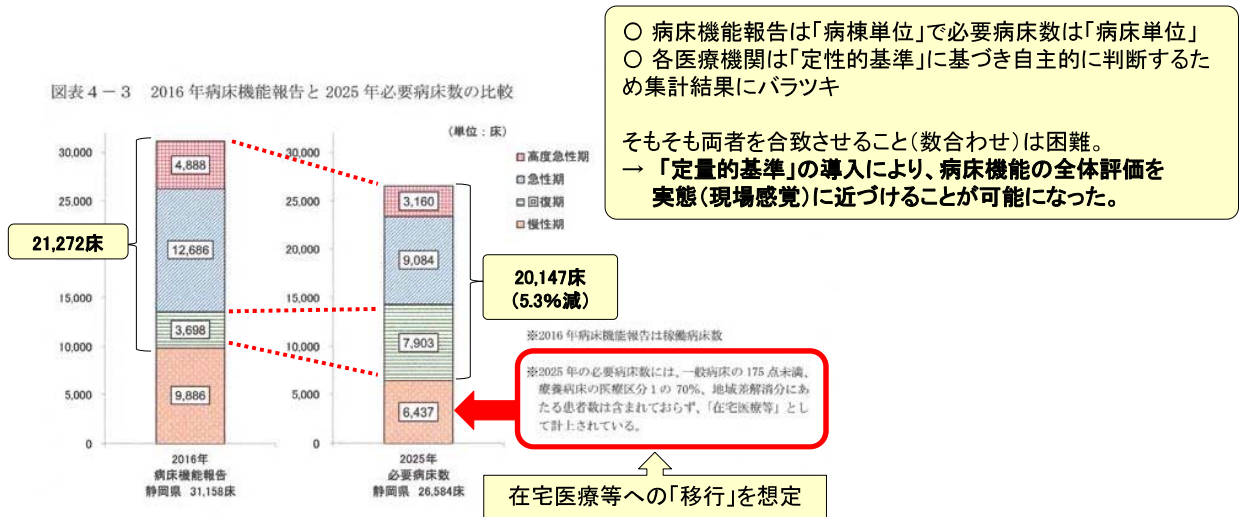 ○ 病床機能報告は「病棟単位」で必要病床数は「病床単位」
○ 各医療機関は「定性的基準」に基づき自主的に判断するた
め集計結果にバラツキ
そもそも両者を合致させること(数合わせ)は困難。
→ 「定量的基準」の導入により、病床機能の全体評価を
実態(現場感覚)に近づけることが可能になった。
図表4-3 2016年病床機能報告と2025年必要病床数の比較
(単位:床)
30,000
25,000
20,000
15,000
10,000
5,000
0
4,888
12,686
3,698
9,886
21,272床
2016年
病床機能報告
静岡県 31,158床
30,000
25,000
20,000
15,000
10,000
5,000
0
3,160
9,084
7,903
6,437
20,147床
(5.3%減)
2025年
必要病床数
静岡県 26,584床
高度急性期
急性期
回復期
慢性期
※2016年病床機能報告は稼働病床数
※2025年の必要病床数には、一般病床の175点未満、
療養病床の医療区分1の70%、地域差解消分にあ
たる患者数は含まれておらず、「在宅医療等」とし
て計上されている。
在宅医療等への「移行」を想定